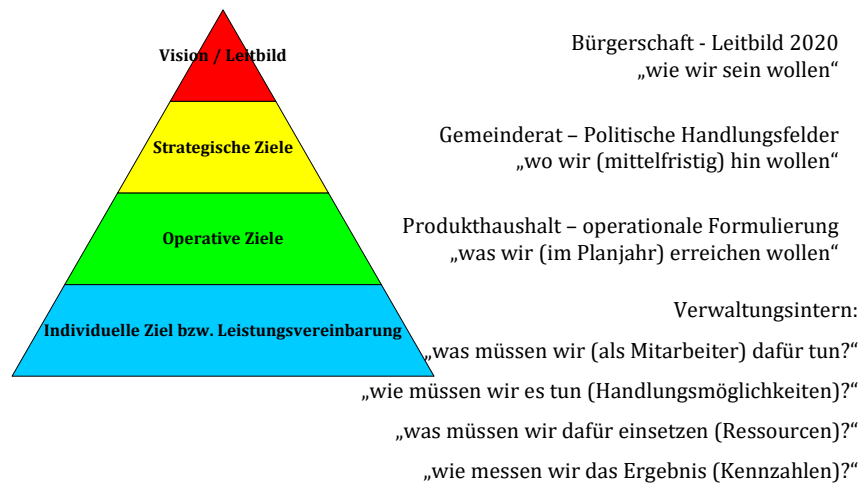 Vision / Leitbild
Bürgerschaft - Leitbild 2020
„wie wir sein wollen“
Strategische Ziele
Gemeinderat – Politische Handlungsfelder
„wo wir (mittelfristig) hin wollen“
Operative Ziele
Produkthaushalt – operationale Formulierung
„was wir (im Planjahr) erreichen wollen“
Individuelle Ziel bzw. Leistungsvereinbarung
Verwaltungsintern:
„was müssen wir (als Mitarbeiter) dafür tun?“
„wie müssen wir es tun (Handlungsmöglichkeiten)?“
„was müssen wir dafür einsetzen (Ressourcen)?“
„wie messen wir das Ergebnis (Kennzahlen)?“